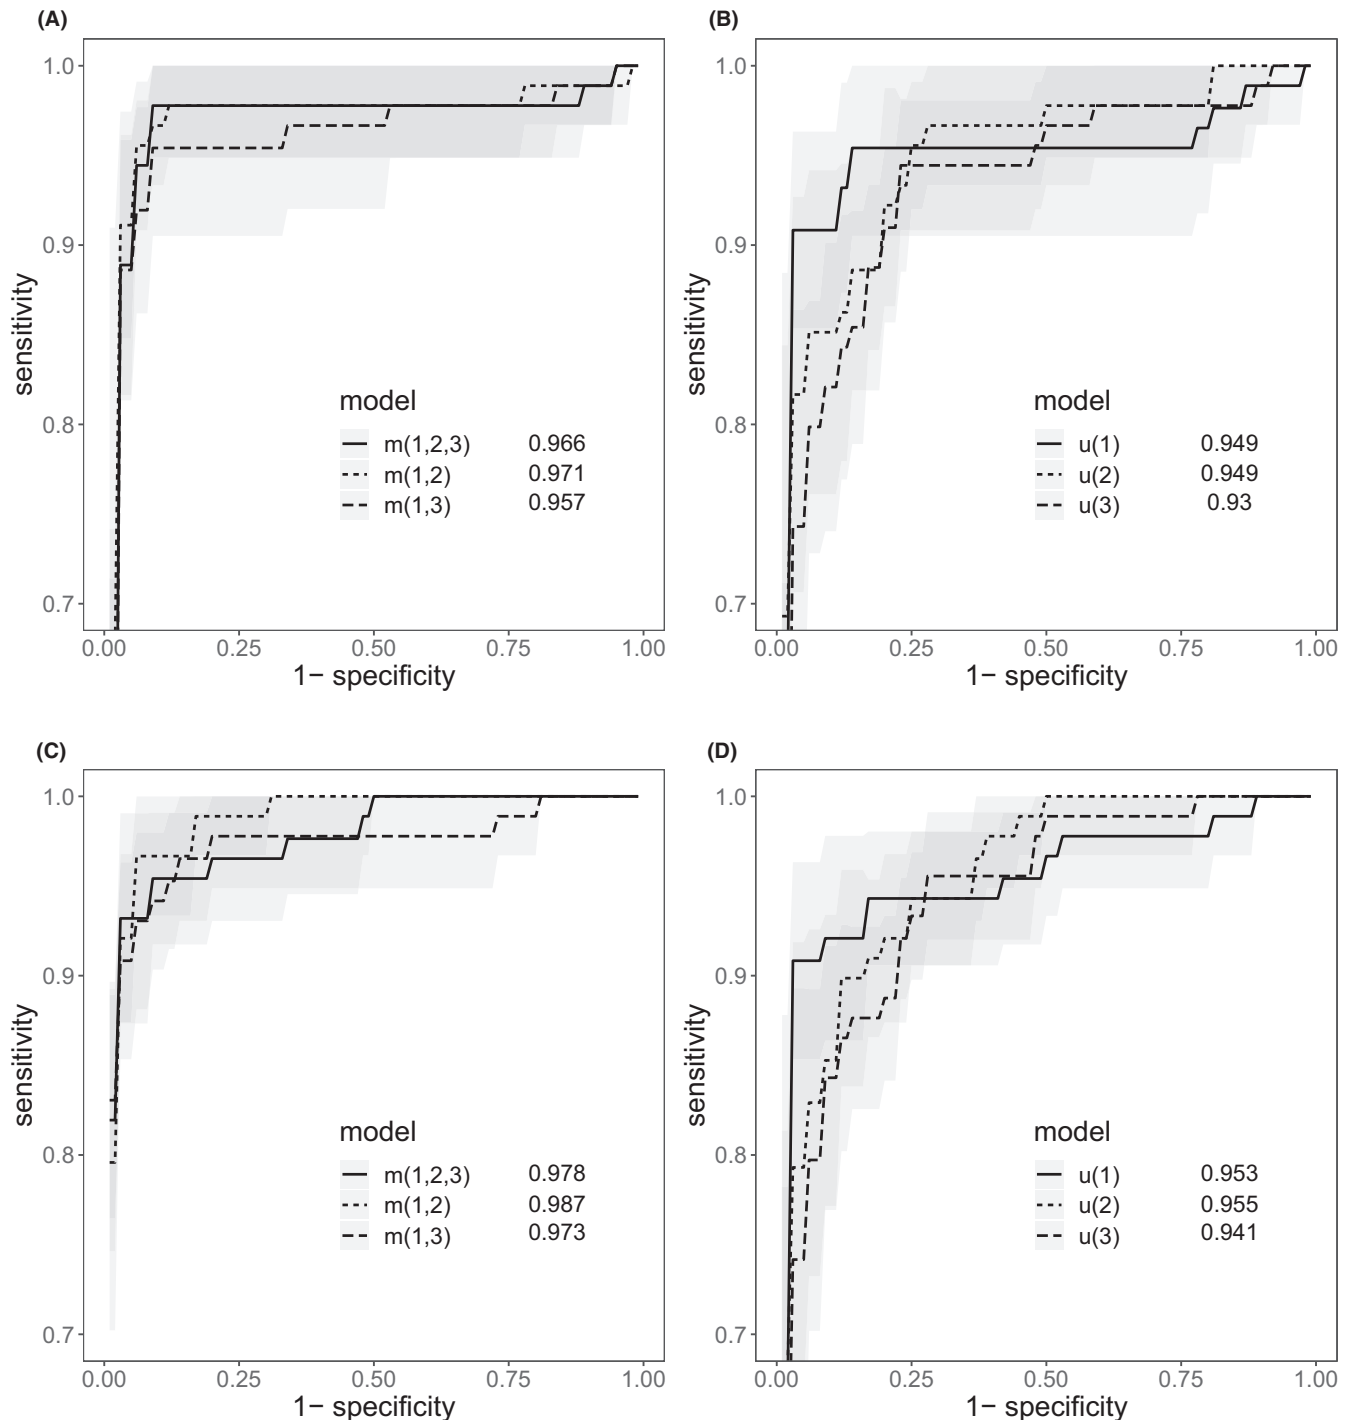 (A)
1.0
0.9
0.8
0.7
sensitivity
model
m(1,2,3) 0.966
m(1,2) 0.971
m(1,3) 0.957
0.00 0.25 0.50 0.75 1.00
1− specificity
(B)
1.0
0.9
0.8
0.7
sensitivity
model
u(1) 0.949
u(2) 0.949
u(3) 0.93
0.00 0.25 0.50 0.75 1.00
1− specificity
(C)
1.0
0.9
0.8
0.7
sensitivity
model
m(1,2,3) 0.978
m(1,2) 0.987
m(1,3) 0.973
0.00 0.25 0.50 0.75 1.00
1− specificity
(D)
1.0
0.9
0.8
0.7
sensitivity
model
u(1) 0.953
u(2) 0.955
u(3) 0.941
0.00 0.25 0.50 0.75 1.00
1− specificity